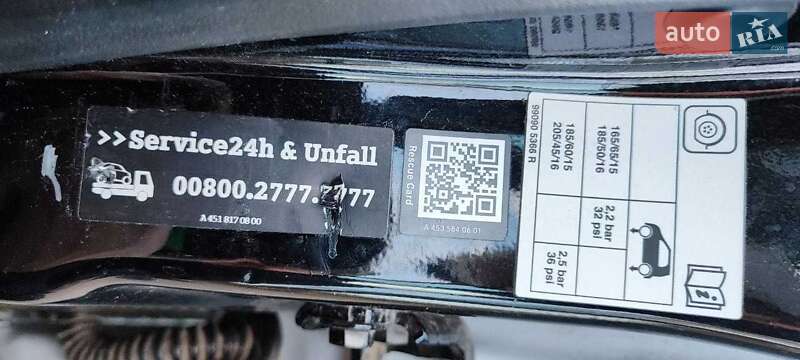 auto RIA.com
>>Service24h & Unfall
00800.2777.7777
A 451 817 08 00
Rescue Card
A 453 584 06 01
165/65/15
185/50/16
2,2 bar
32 psi
185/60/15
205/45/16
2,5 bar
36 psi
99090 5366 R